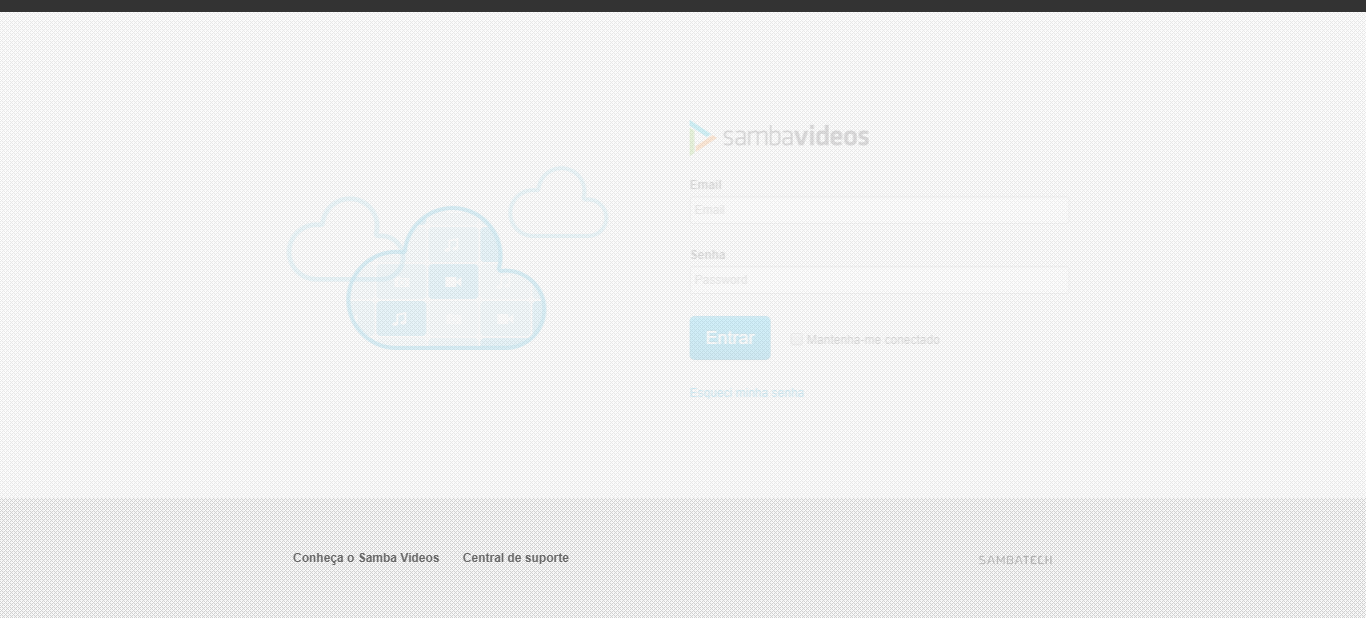 sambavideos
Email
Email
Senha
Password
Entrar
Mantenha-me conectado
Esqueci minha senha
Conheça o Samba Videos
Central de suporte
SAMBATECH